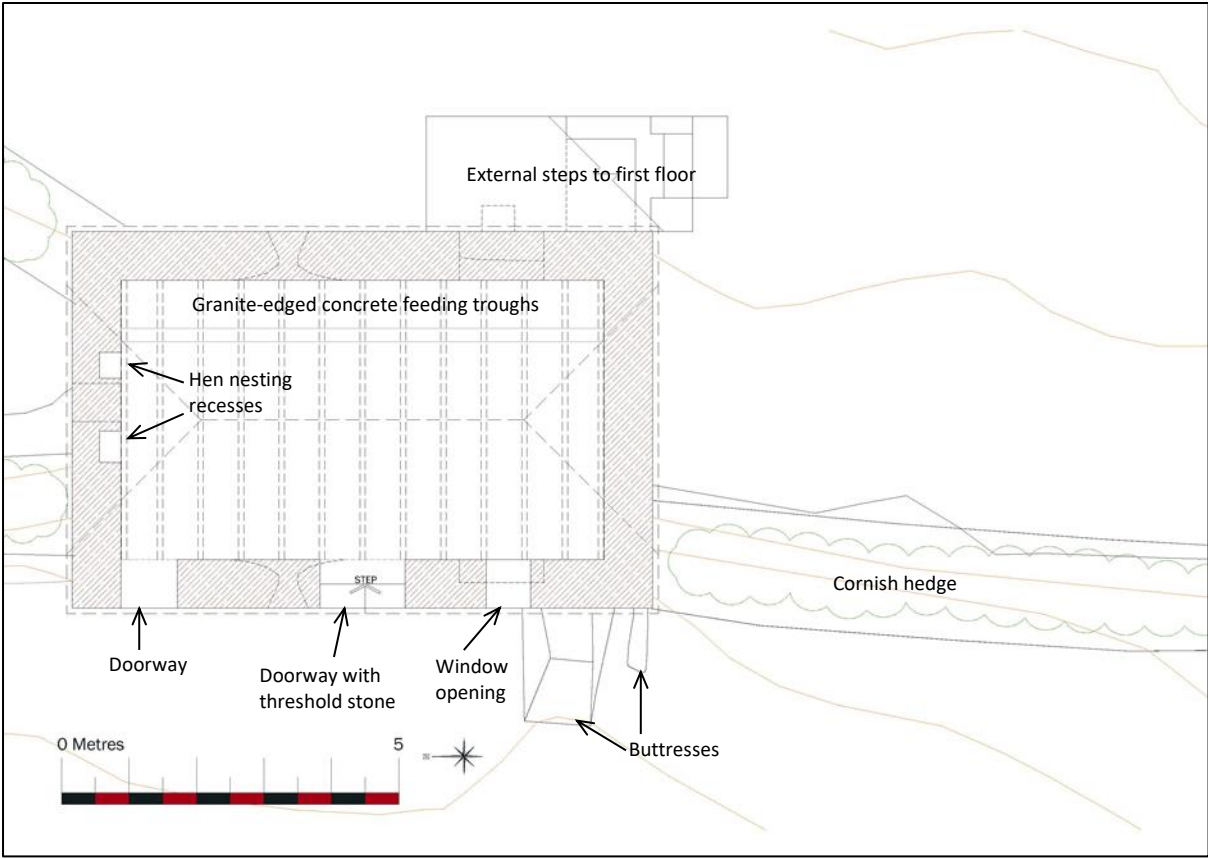 External steps to first floor
Granite-edged concrete feeding troughs
Hen nesting
recesses
STEP
Cornish hedge
Doorway
Doorway with
threshold stone
Window
opening
Buttresses
0 Metres 5